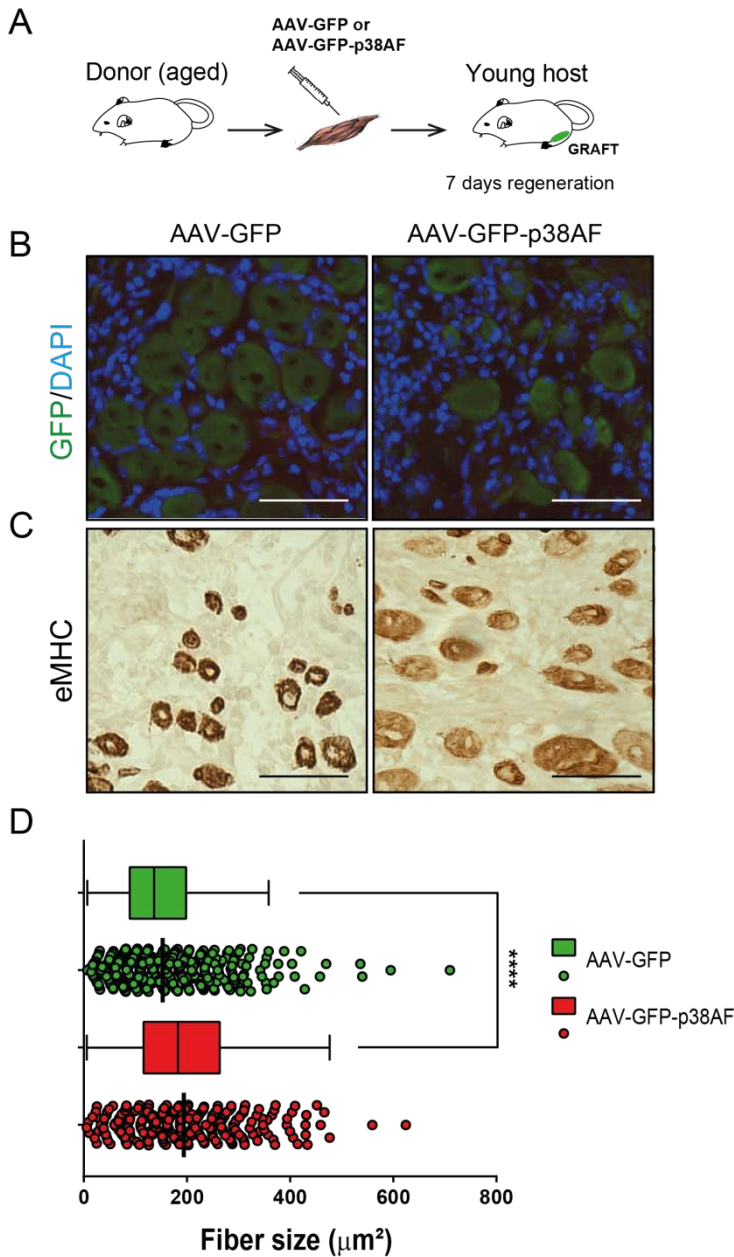 A
AAV-GFP or
AAV-GFP-p38AF
Donor (aged)
Young host
GRAFT
7 days regeneration
B
AAV-GFP
AAV-GFP-p38AF
GFP/DAPI
C
eMHC
D
****
AAV-GFP
AAV-GFP-p38AF
0
200
400
600
800
Fiber size (μm²)